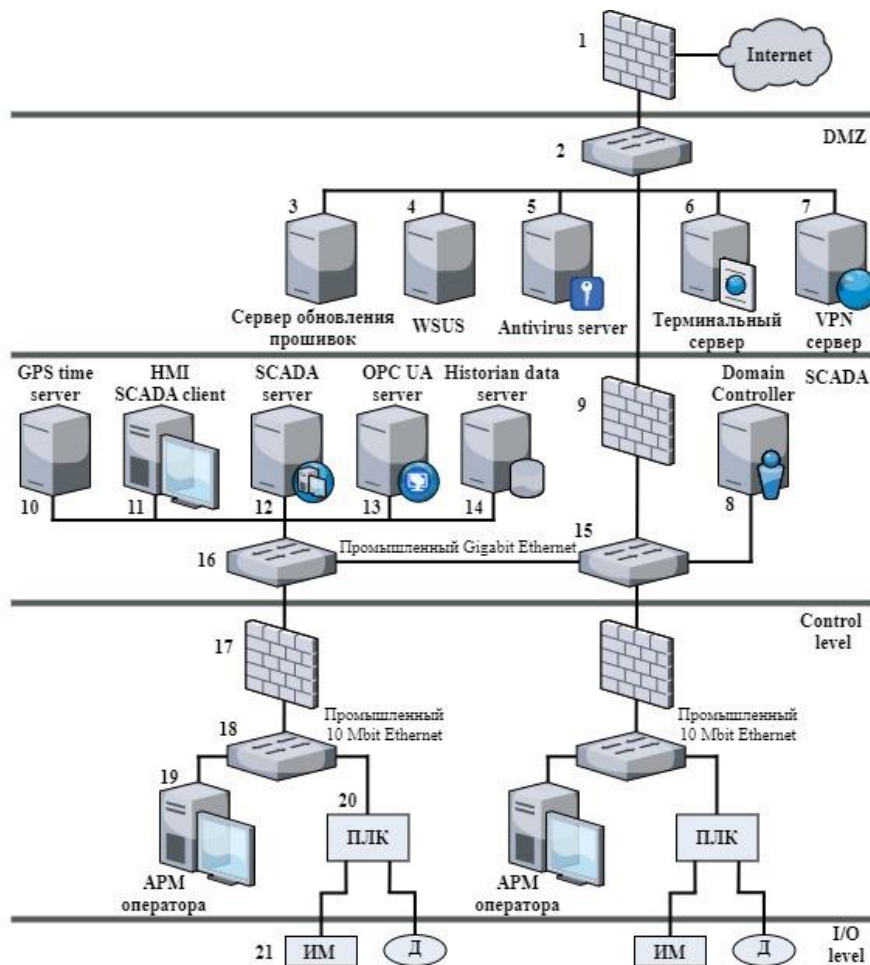 1
Internet
2
DMZ
3
4
5
6
7
Сервер обновления
прошивок
WSUS
Antivirus server
Терминальный
сервер
VPN
сервер
GPS time
server
HMI
SCADA client
SCADA
server
OPC UA
server
Historian data
server
9
Domain
Controller
SCADA
10
11
12
13
14
8
16
Промышленный Gigabit Ethernet
15
17
Control
level
18
Промышленный
10 Mbit Ethernet
Промышленный
10 Mbit Ethernet
19
20
ПЛК
ПЛК
АРМ
оператора
АРМ
оператора
21
ИМ
Д
ИМ
Д
I/O
level